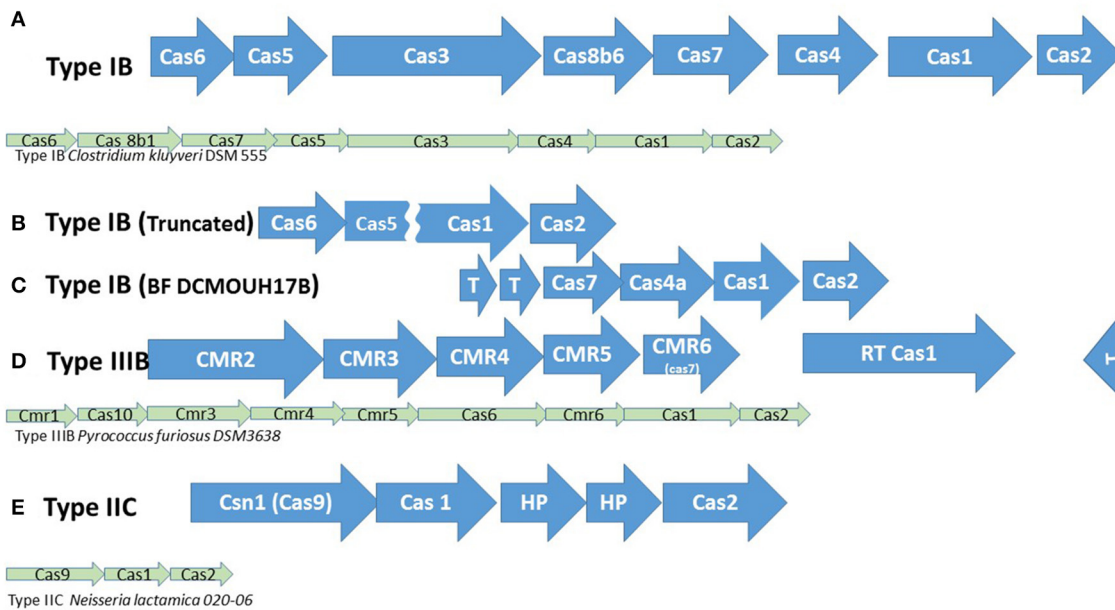 A
Type IB
Cas6 Cas5 Cas3 Cas8b6 Cas7 Cas4 Cas1 Cas2
Cas6 Cas 8b1 Cas7 Cas5 Cas3 Cas4 Cas1 Cas2
Type IB Clostridium kluyveri DSM 555
B Type IB (Truncated) Cas6 Cas5 Cas1 Cas2
C Type IB (BF DCMOUH17B) T T Cas7 Cas4a Cas1 Cas2
D Type IIIB CMR2 CMR3 CMR4 CMR5 CMR6 RT Cas1 T
(cas7)
Cmr1 Cas10 Cmr3 Cmr4 Cmr5 Cas6 Cmr6 Cas1 Cas2
Type IIIB Pyrococcus furiosus DSM3638
E Type IIC Csn1 (Cas9) Cas 1 HP HP Cas2
Cas9 Cas1 Cas2
Type IIC Neisseria lactamica 020-06